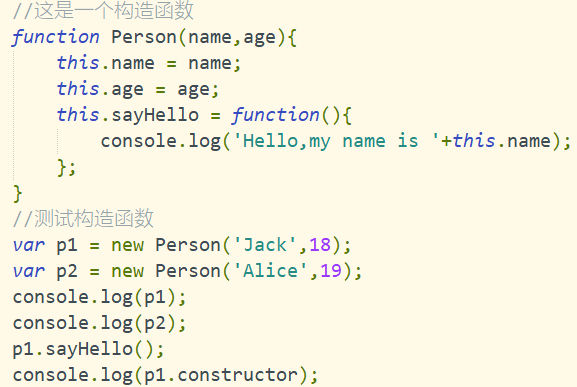 //这是一个构造函数
function Person(name,age){
    this.name = name;
    this.age = age;
    this.sayHello = function(){
        console.log('Hello,my name is '+this.name);
    };
}
//测试构造函数
var p1 = new Person('Jack',18);
var p2 = new Person('Alice',19);
console.log(p1);
console.log(p2);
p1.sayHello();
console.log(p1.constructor);